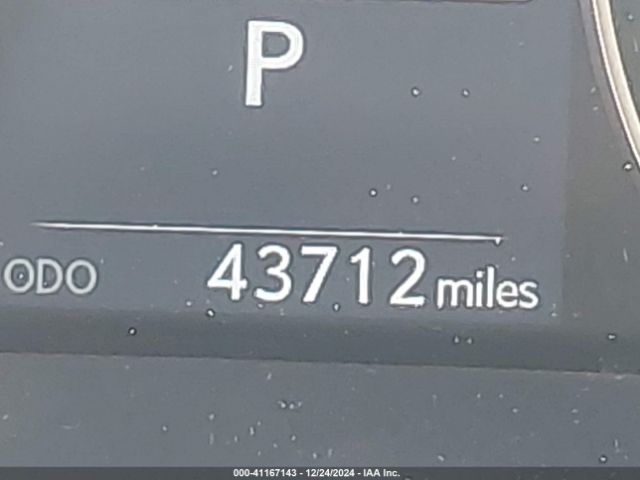 P
ODO 43712 miles
000-41167143 - 12/24/2024 - IAA Inc.